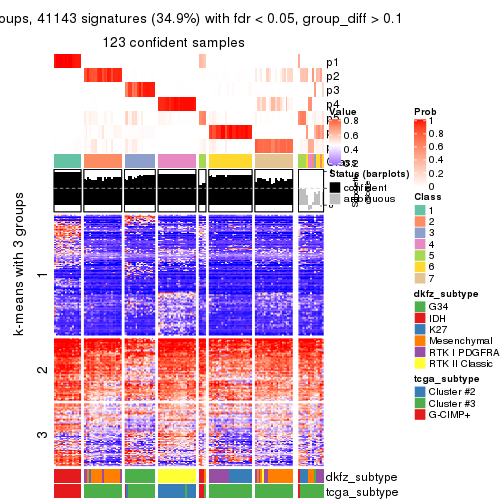 oups, 41143 signatures (34.9%) with fdr < 0.05, group_diff > 0.1
123 confident samples
p1
p2
p3
p4
Value
0.8
0.6
0.4
0.2
Status (barplots)
confident
ambiguous
Prob
1
0.8
0.6
0.4
0.2
0
Class
1
2
3
4
5
6
7
dkfz_subtype
G34
IDH
K27
Mesenchymal
RTK I PDGFRA
RTK II Classic
tcga_subtype
Cluster #2
Cluster #3
G-CIMP+
k-means with 3 groups
1
2
3
dkfz_subtype
tcga_subtype